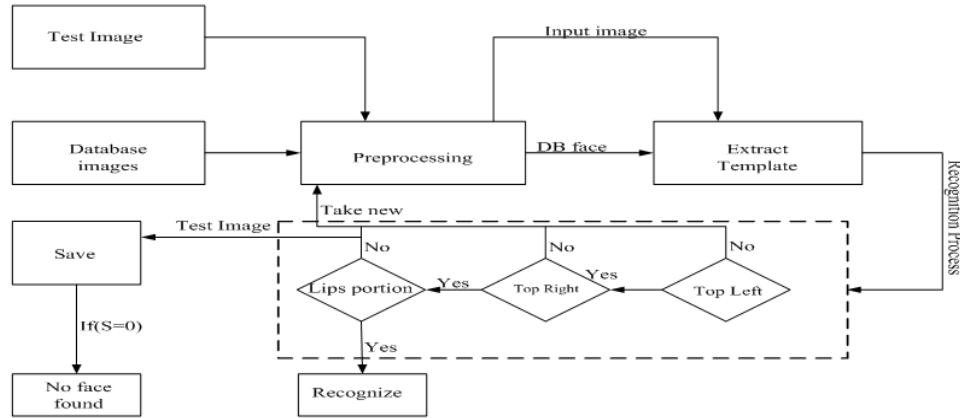 Test Image
Input image
Database
images
Preprocessing
DB face
Extract
Template
Recognition Process
Take new
Test Image
Save
No
No
No
Lips portion
Yes
Top Right
Yes
Top Left
If(S=0)
Yes
No face
found
Recognize